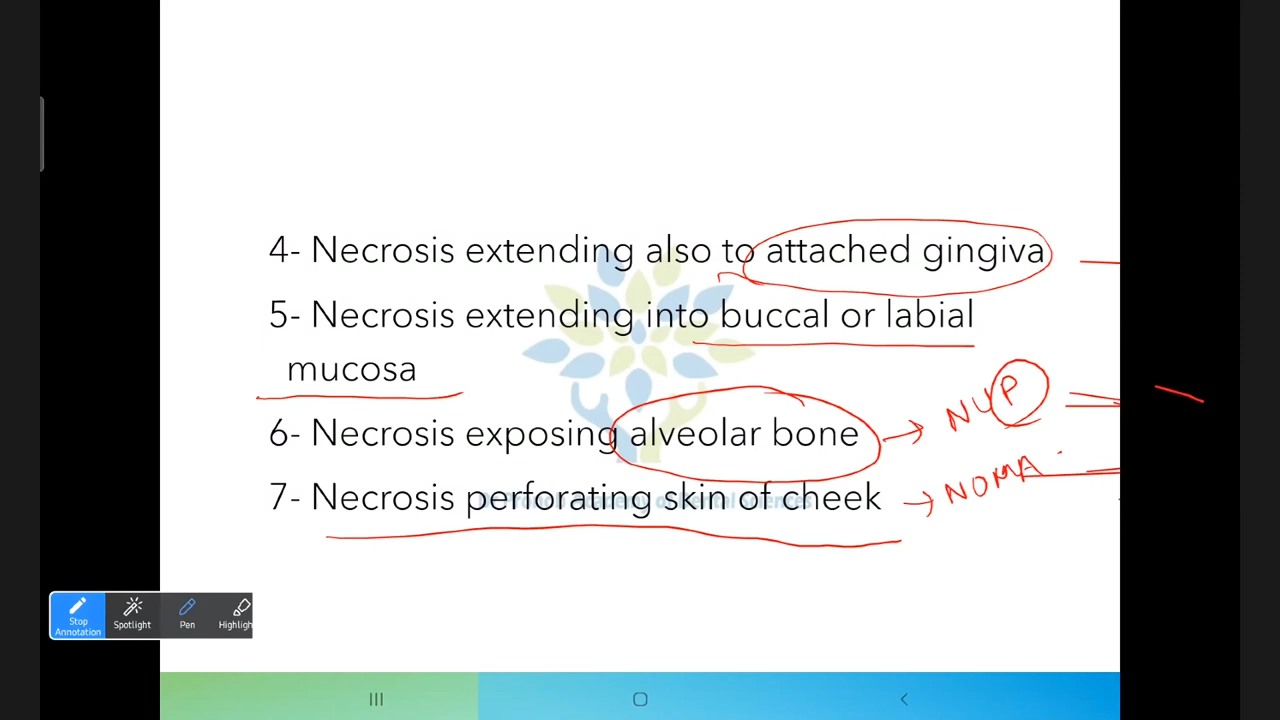 4- Necrosis extending also to attached gingiva
5- Necrosis extending into buccal or labial
mucosa
6- Necrosis exposing alveolar bone → NUP
7- Necrosis perforating skin of cheek → NOMA
Stop
Annotation
Spotlight
Pen
Highligh